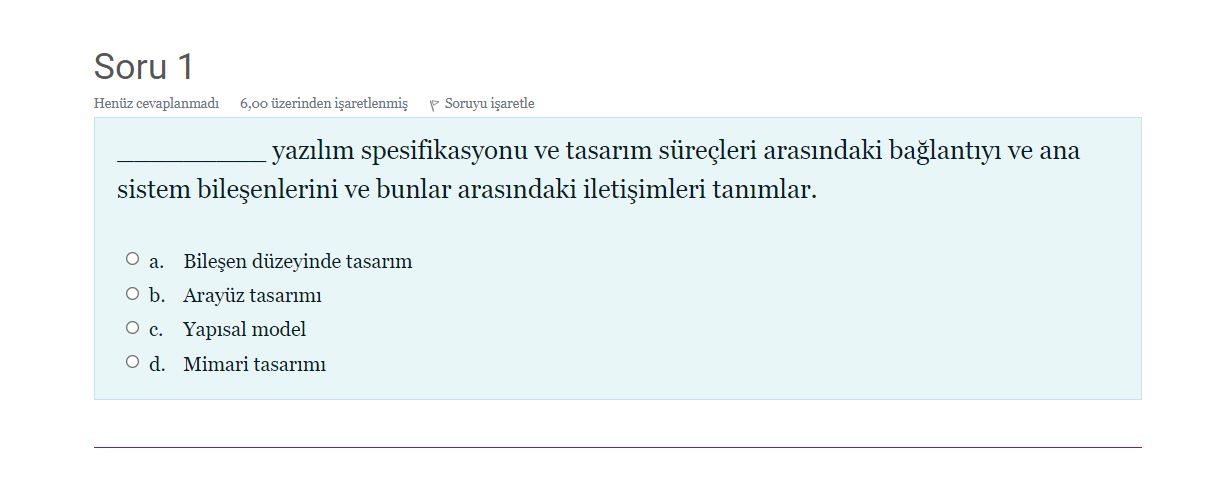 Soru 1
Henüz cevaplanmadı 6,00 üzerinden işaretlenmiş Soruyu işaretle
___________ yazılım spesifikasyonu ve tasarım süreçleri arasındaki bağlantıyı ve ana
sistem bileşenlerini ve bunlar arasındaki iletişimleri tanımlar.
a. Bileşen düzeyinde tasarım
b. Arayüz tasarımı
c. Yapısal model
d. Mimari tasarımı